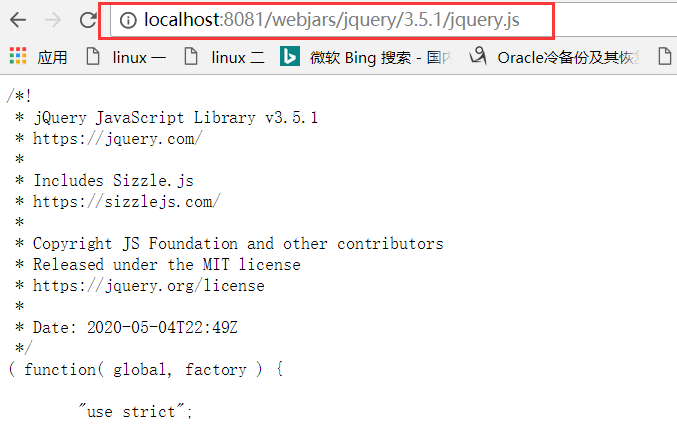 localhost:8081/webjars/jquery/3.5.1/jquery.js
应用 linux 一 linux 二 微软 Bing 搜索 - 国内 Oracle冷备份及其恢复
/*!
* jQuery JavaScript Library v3.5.1
* https://jquery.com/
*
* Includes Sizzle.js
* https://sizzlejs.com/
*
* Copyright JS Foundation and other contributors
* Released under the MIT license
* https://jquery.org/license
*
* Date: 2020-05-04T22:49Z
*/
( function( global, factory ) {
"use strict";